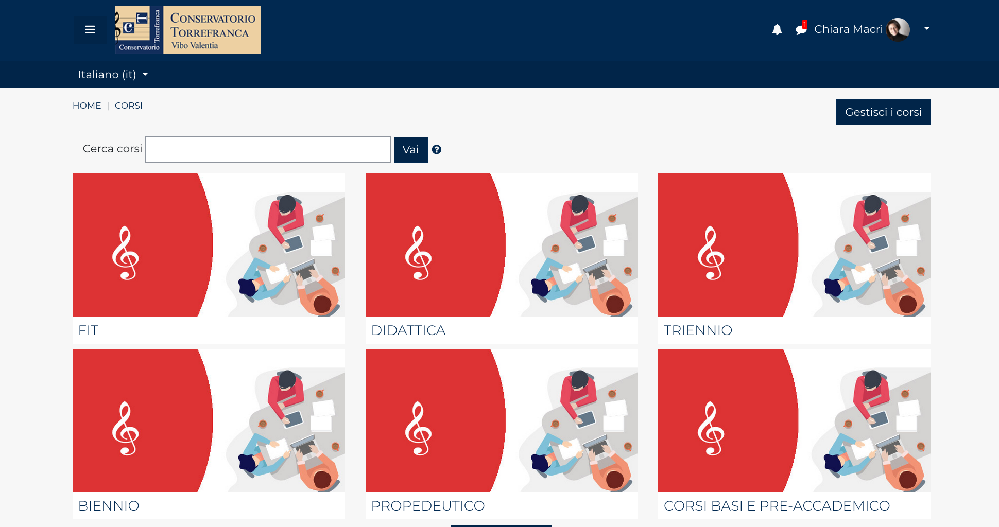 CT
Torrefranca
Conservatorio
CONSERVATORIO
TORREFRANCA
Vibo Valentia
1
Chiara Macrì
Italiano (it)
HOME | CORSI
Gestisci i corsi
Cerca corsi
Vai
?
FIT
DIDATTICA
TRIENNIO
BIENNIO
PROPEDEUTICO
CORSI BASI E PRE-ACCADEMICO